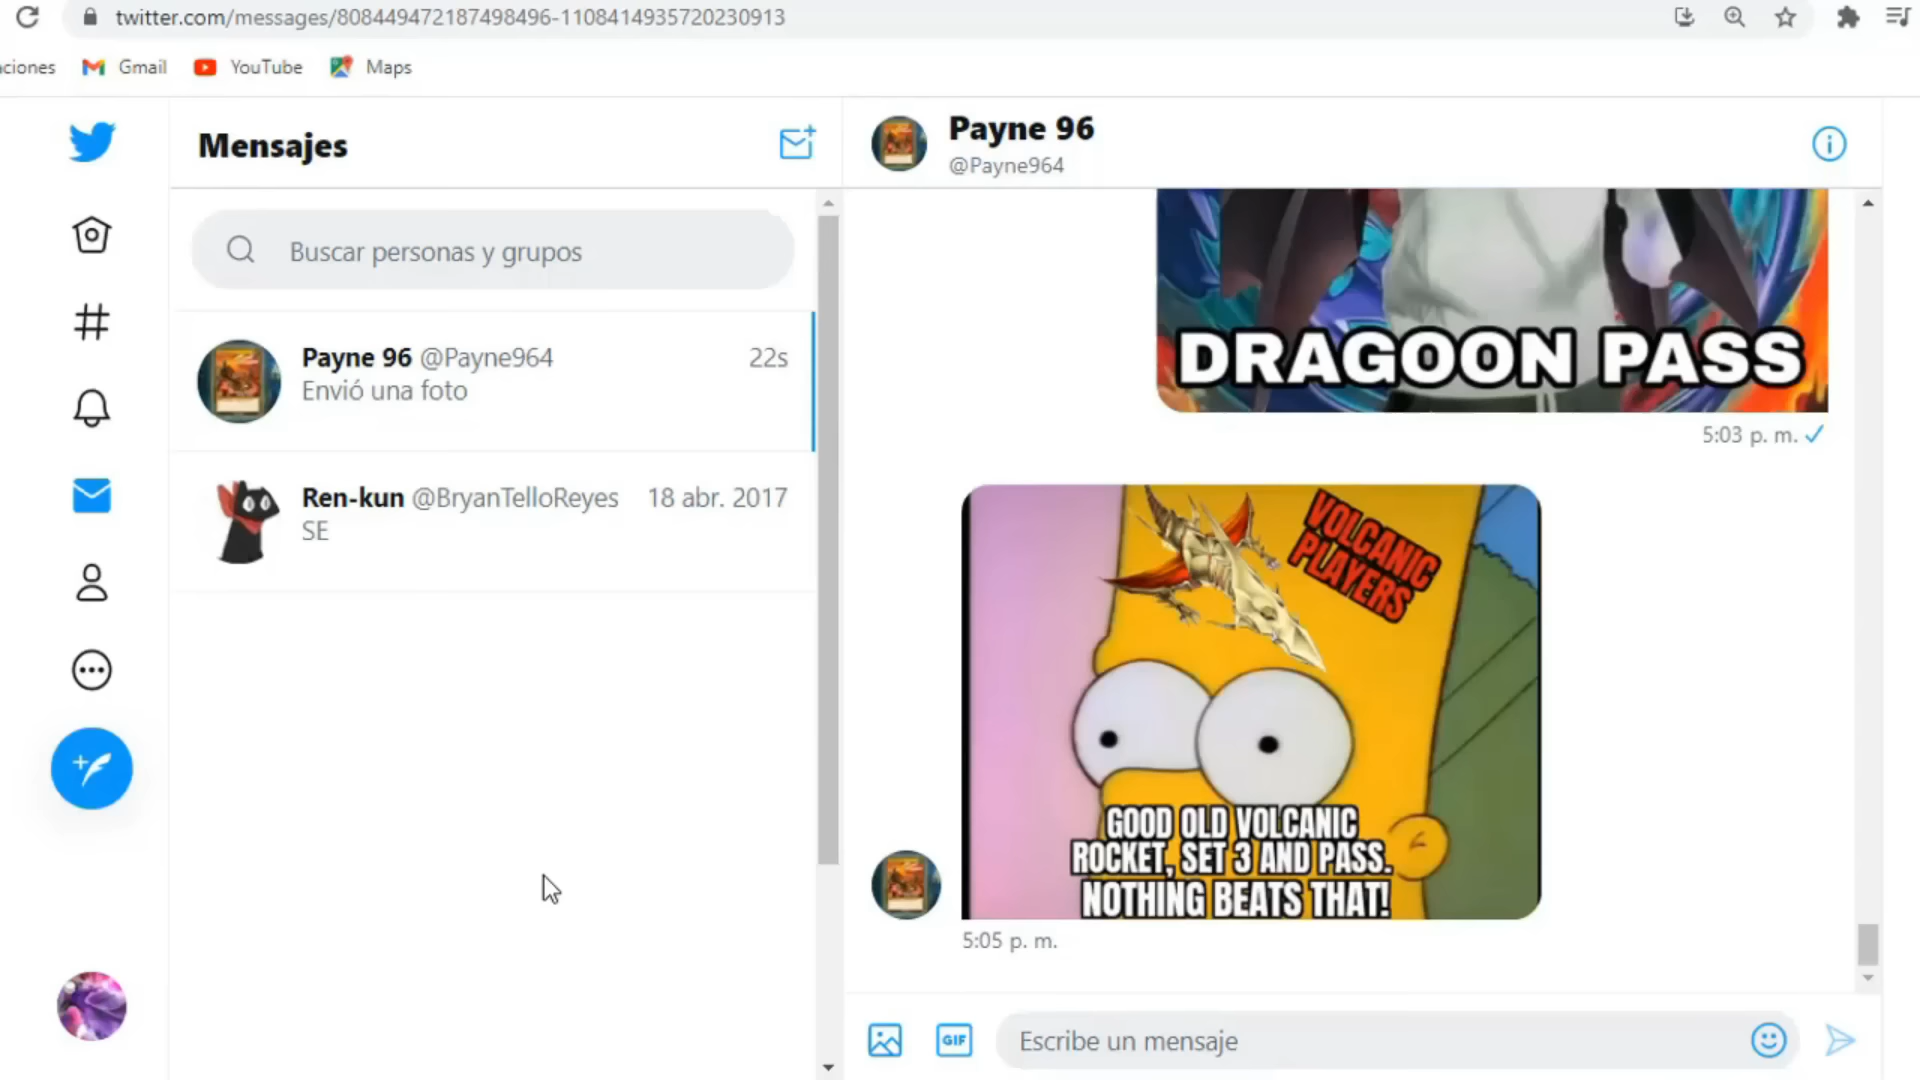 twitter.com/messages/808449472187498496-1108414935720230913
ciones
Gmail
YouTube
Maps
Mensajes
Buscar personas y grupos
Payne 96 @Payne964 22s
Envió una foto
Ren-kun @BryanTelloReyes 18 abr. 2017
SE
Payne 96
@Payne964
DRAGOON PASS
5:03 p. m.
VOLCANIC
PLAYERS
GOOD OLD VOLCANIC
ROCKET, SET 3 AND PASS.
NOTHING BEATS THAT!
5:05 p. m.
GIF
Escribe un mensaje